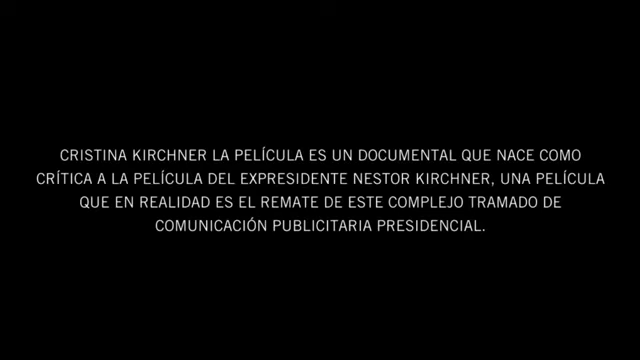 CRISTINA KIRCHNER LA PELÍCULA ES UN DOCUMENTAL QUE NACE COMO
CRÍTICA A LA PELÍCULA DEL EXPRESIDENTE NESTOR KIRCHNER, UNA PELÍCULA
QUE EN REALIDAD ES EL REMATE DE ESTE COMPLEJO TRAMADO DE
COMUNICACIÓN PUBLICITARIA PRESIDENCIAL.